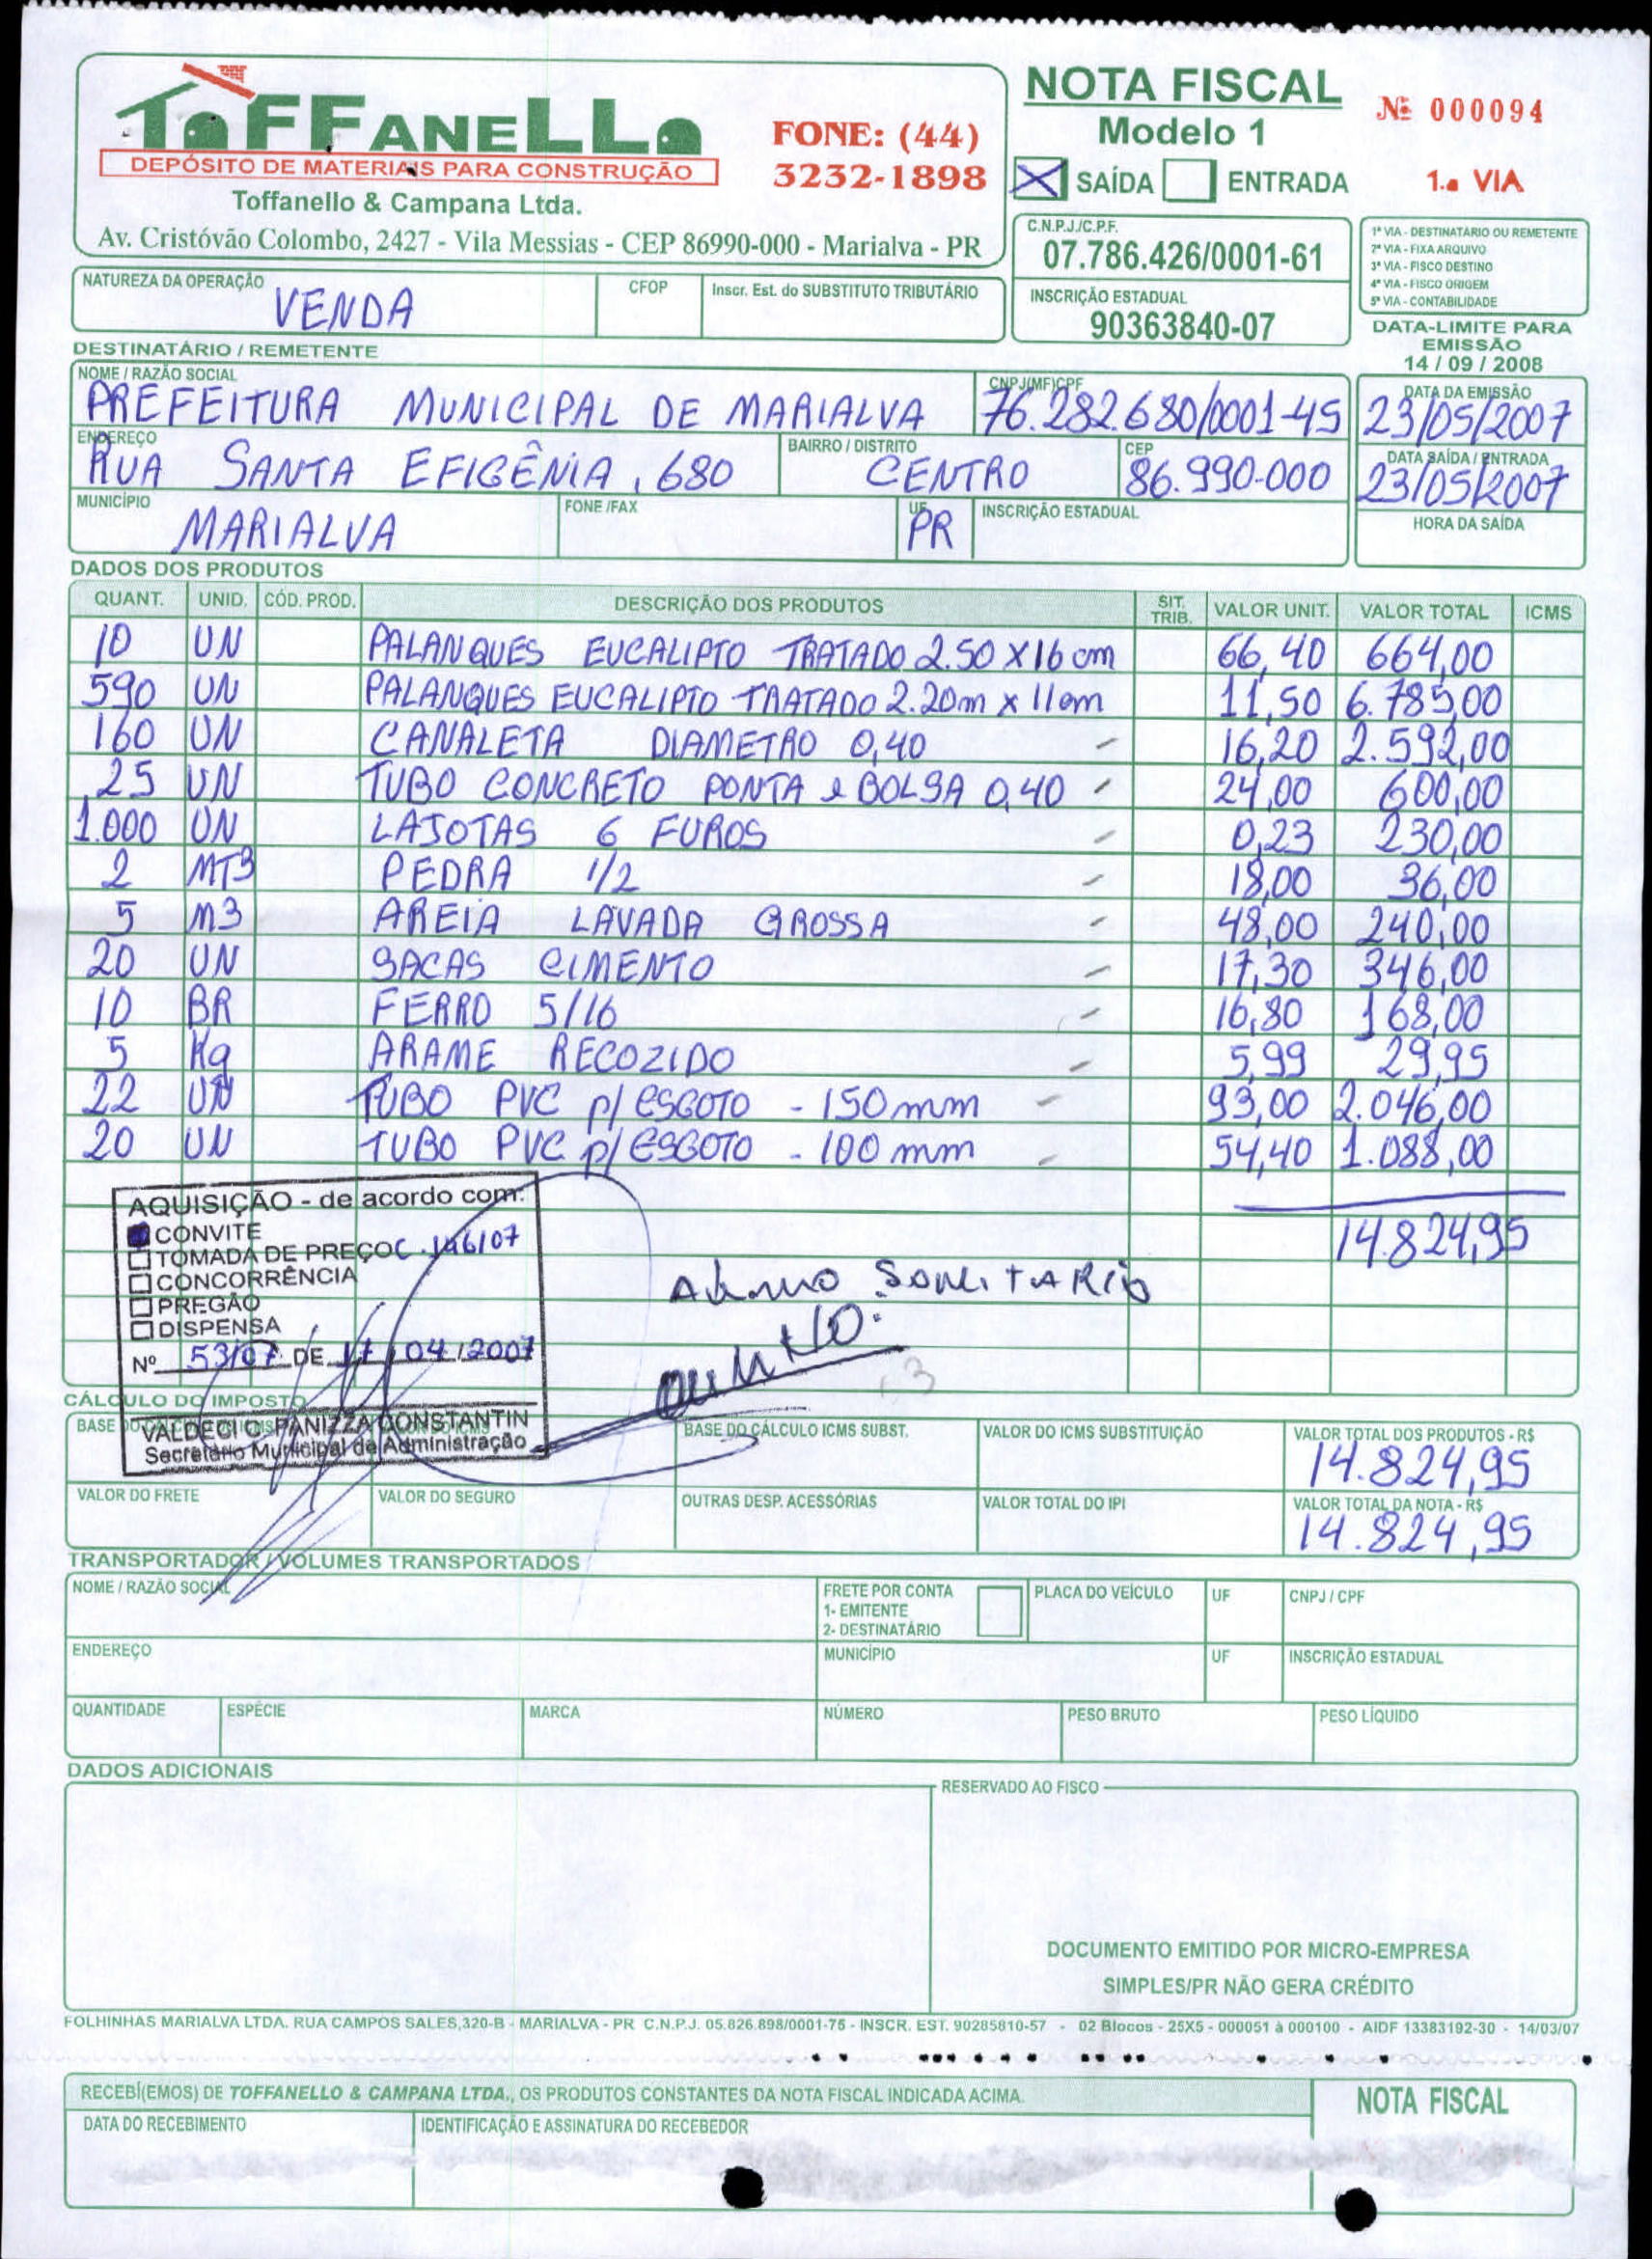 ToFFANELLo
DEPÓSITO DE MATERIAIS PARA CONSTRUÇÃO
Toffanello & Campana Ltda.
Av. Cristóvão Colombo, 2427 - Vila Messias - CEP 86990-000 - Marialva - PR
FONE: (44)
3232-1898
NOTA FISCAL
Modelo 1
Nº 000094
SAÍDA ENTRADA
1.a VIA
C.N.P.J./C.P.F.
07.786.426/0001-61
INSCRIÇÃO ESTADUAL
90363840-07
1ª VIA - DESTINATÁRIO OU REMETENTE
2ª VIA - FIXA ARQUIVO
3ª VIA - FISCO DESTINO
4ª VIA - FISCO ORIGEM
5ª VIA - CONTABILIDADE
DATA-LIMITE PARA
EMISSÃO
14 / 09 / 2008
NATUREZA DA OPERAÇÃO
VENDA
CFOP
Inscr. Est. do SUBSTITUTO TRIBUTÁRIO
DESTINATÁRIO / REMETENTE
NOME / RAZÃO SOCIAL
PREFEITURA MUNICIPAL DE MARIALVA
CNPJ(MF)CPF
76.282.680/0001-45
DATA DA EMISSÃO
23/05/2007
ENDEREÇO
RUA SANTA EFIGÊNIA, 680
BAIRRO / DISTRITO
CENTRO
CEP
86.990-000
DATA SAÍDA / ENTRADA
23/05/2007
MUNICÍPIO
MARIALVA
FONE /FAX
UF
PR
INSCRIÇÃO ESTADUAL
HORA DA SAÍDA
DADOS DOS PRODUTOS
QUANT. UNID. CÓD. PROD. DESCRIÇÃO DOS PRODUTOS SIT. TRIB. VALOR UNIT. VALOR TOTAL ICMS
10 UN PALANQUES EUCALIPTO TRATADO 2.50 X 16 cm 66,40 664,00
590 UN PALANQUES EUCALIPTO TRATADO 2.20m x 11cm 11,50 6.785,00
160 UN CANALETA DIAMETRO 0,40 16,20 2.592,00
25 UN TUBO CONCRETO PONTA e BOLSA 0,40 24,00 600,00
1.000 UN LAJOTAS 6 FUROS 0,23 230,00
2 MT3 PEDRA 1/2 18,00 36,00
5 M3 AREIA LAVADA GROSSA 48,00 240,00
20 UN SACAS CIMENTO 17,30 346,00
10 BR FERRO 5/16 16,80 168,00
5 Kg ARAME RECOZIDO 5,99 29,95
22 UN TUBO PVC p/ ESGOTO - 150 mm 93,00 2.046,00
20 UN TUBO PVC p/ ESGOTO - 100 mm 54,40 1.088,00
14.824,95
AQUISIÇÃO - de acordo com:
CONVITE
TOMADA DE PREÇO
CONCORRÊNCIA
PREGÃO
DISPENSA
Nº 53/07 DE 17/04/2007
VALDECI C. PANIZZA CONSTANTIN
Secretário Municipal de Administração
CÁLCULO DO IMPOSTO
BASE DO CÁLCULO ICMS SUBST.
VALOR DO ICMS SUBSTITUIÇÃO
VALOR TOTAL DOS PRODUTOS - R$
14.824,95
VALOR DO FRETE
VALOR DO SEGURO
OUTRAS DESP. ACESSÓRIAS
VALOR TOTAL DO IPI
VALOR TOTAL DA NOTA - R$
14.824,95
TRANSPORTADOR / VOLUMES TRANSPORTADOS
NOME / RAZÃO SOCIAL
FRETE POR CONTA
1- EMITENTE
2- DESTINATÁRIO
PLACA DO VEÍCULO
UF
CNPJ / CPF
ENDEREÇO
MUNICÍPIO
UF
INSCRIÇÃO ESTADUAL
QUANTIDADE
ESPÉCIE
MARCA
NÚMERO
PESO BRUTO
PESO LÍQUIDO
DADOS ADICIONAIS
RESERVADO AO FISCO
DOCUMENTO EMITIDO POR MICRO-EMPRESA
SIMPLES/PR NÃO GERA CRÉDITO
FOLHINHAS MARIALVA LTDA. RUA CAMPOS SALES,320-B - MARIALVA - PR C.N.P.J. 05.826.898/0001-75 - INSCR. EST. 90285810-57 - 02 Blocos - 25X5 - 000051 à 000100 - AIDF 13383192-30 - 14/03/07
RECEBI(EMOS) DE TOFFANELLO & CAMPANA LTDA., OS PRODUTOS CONSTANTES DA NOTA FISCAL INDICADA ACIMA.
NOTA FISCAL
DATA DO RECEBIMENTO
IDENTIFICAÇÃO E ASSINATURA DO RECEBEDOR